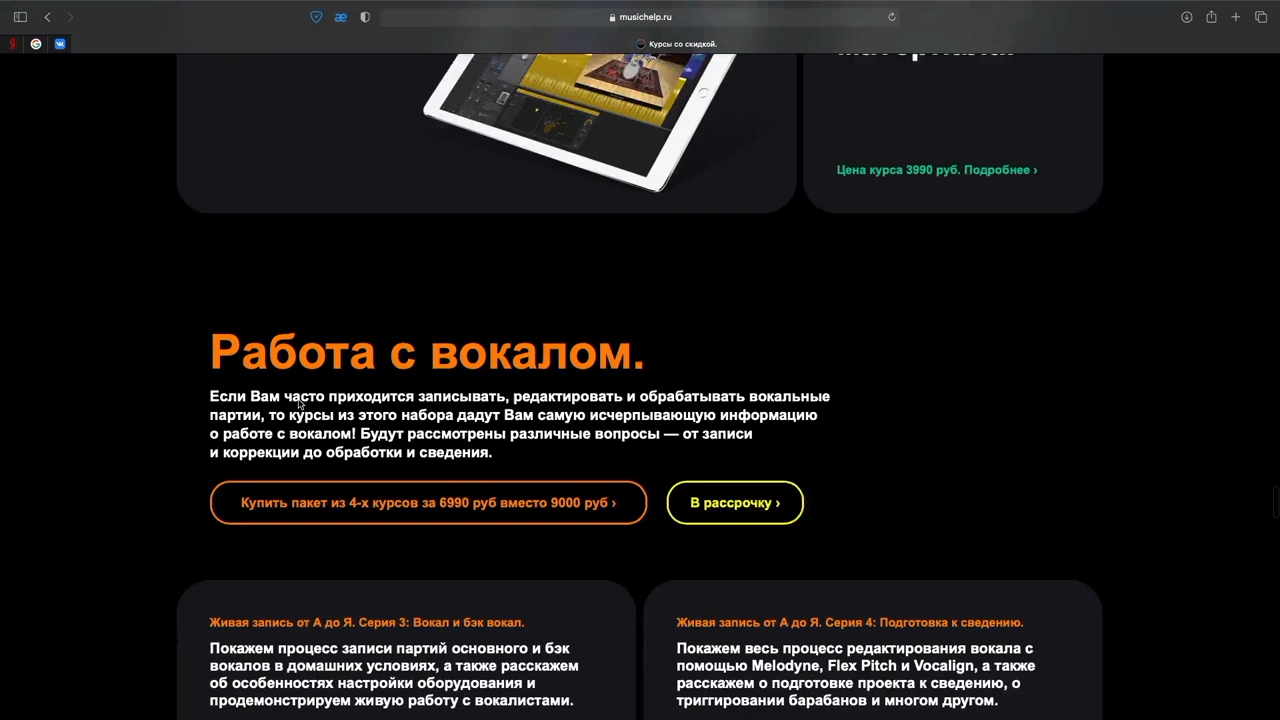 musichelp.ru
Курсы со скидкой.
Цена курса 3990 руб. Подробнее ›
Работа с вокалом.
Если Вам часто приходится записывать, редактировать и обрабатывать вокальные
партии, то курсы из этого набора дадут Вам самую исчерпывающую информацию
о работе с вокалом! Будут рассмотрены различные вопросы — от записи
и коррекции до обработки и сведения.
Купить пакет из 4-х курсов за 6990 руб вместо 9000 руб ›
В рассрочку ›
Живая запись от А до Я. Серия 3: Вокал и бэк вокал.
Покажем процесс записи партий основного и бэк
вокалов в домашних условиях, а также расскажем
об особенностях настройки оборудования и
продемонстрируем живую работу с вокалистами.
Живая запись от А до Я. Серия 4: Подготовка к сведению.
Покажем весь процесс редактирования вокала с
помощью Melodyne, Flex Pitch и Vocalign, а также
расскажем о подготовке проекта к сведению, о
триггировании барабанов и многом другом.